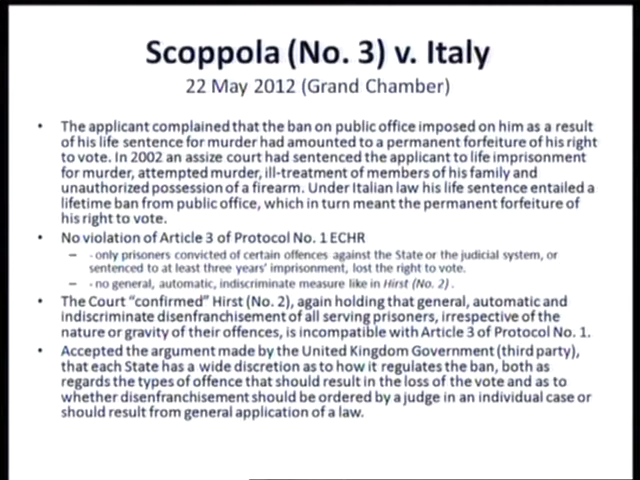 Scoppola (No. 3) v. Italy
22 May 2012 (Grand Chamber)
• The applicant complained that the ban on public office imposed on him as a result
of his life sentence for murder had amounted to a permanent forfeiture of his right
to vote. In 2002 an assize court had sentenced the applicant to life imprisonment
for murder, attempted murder, ill-treatment of members of his family and
unauthorized possession of a firearm. Under Italian law his life sentence entailed a
lifetime ban from public office, which in turn meant the permanent forfeiture of
his right to vote.
• No violation of Article 3 of Protocol No. 1 ECHR
– - only prisoners convicted of certain offences against the State or the judicial system, or
sentenced to at least three years' imprisonment, lost the right to vote.
– - no general, automatic, indiscriminate measure like in Hirst (No. 2) .
• The Court "confirmed" Hirst (No. 2), again holding that general, automatic and
indiscriminate disenfranchisement of all serving prisoners, irrespective of the
nature or gravity of their offences, is incompatible with Article 3 of Protocol No. 1.
• Accepted the argument made by the United Kingdom Government (third party),
that each State has a wide discretion as to how it regulates the ban, both as
regards the types of offence that should result in the loss of the vote and as to
whether disenfranchisement should be ordered by a judge in an individual case or
should result from general application of a law.